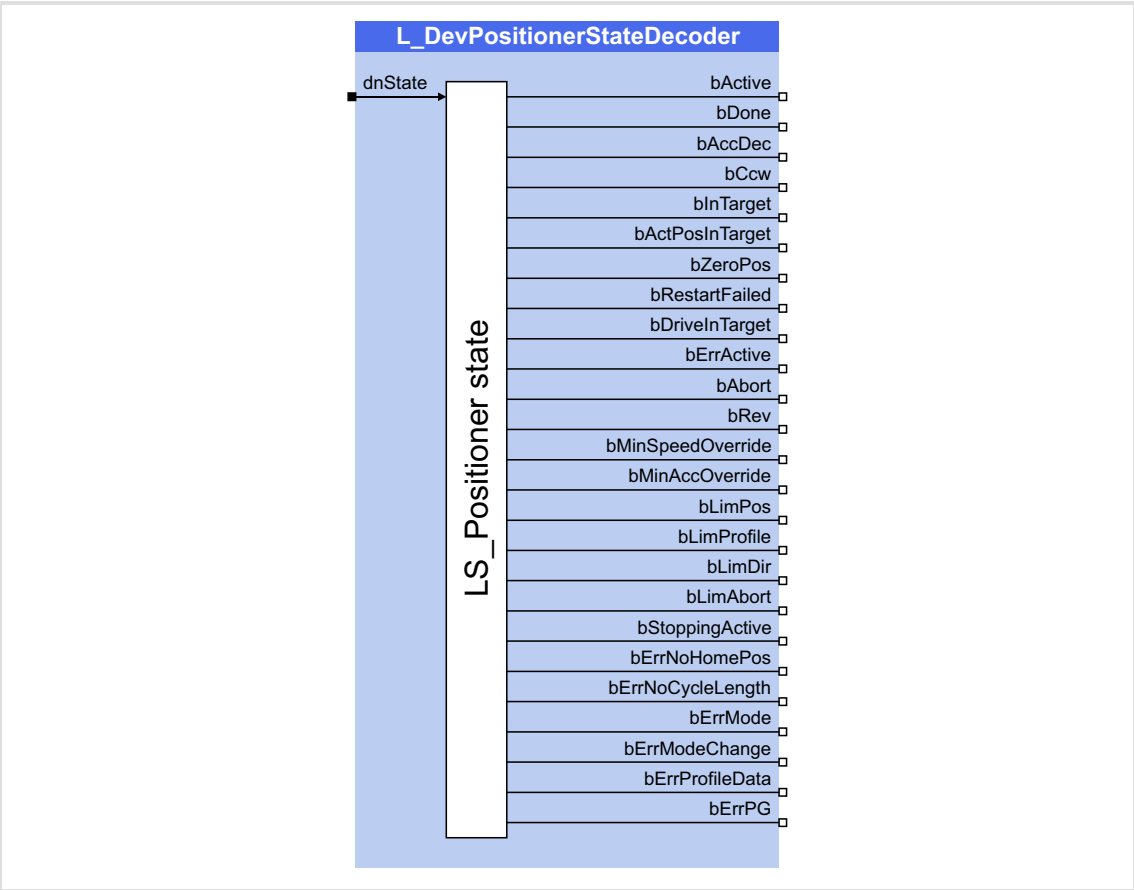 L_DevPositionerStateDecoder
dnState
LS_Positioner state
bActive
bDone
bAccDec
bCcw
bInTarget
bActPosInTarget
bZeroPos
bRestartFailed
bDriveInTarget
bErrActive
bAbort
bRev
bMinSpeedOverride
bMinAccOverride
bLimPos
bLimProfile
bLimDir
bLimAbort
bStoppingActive
bErrNoHomePos
bErrNoCycleLength
bErrMode
bErrModeChange
bErrProfileData
bErrPG